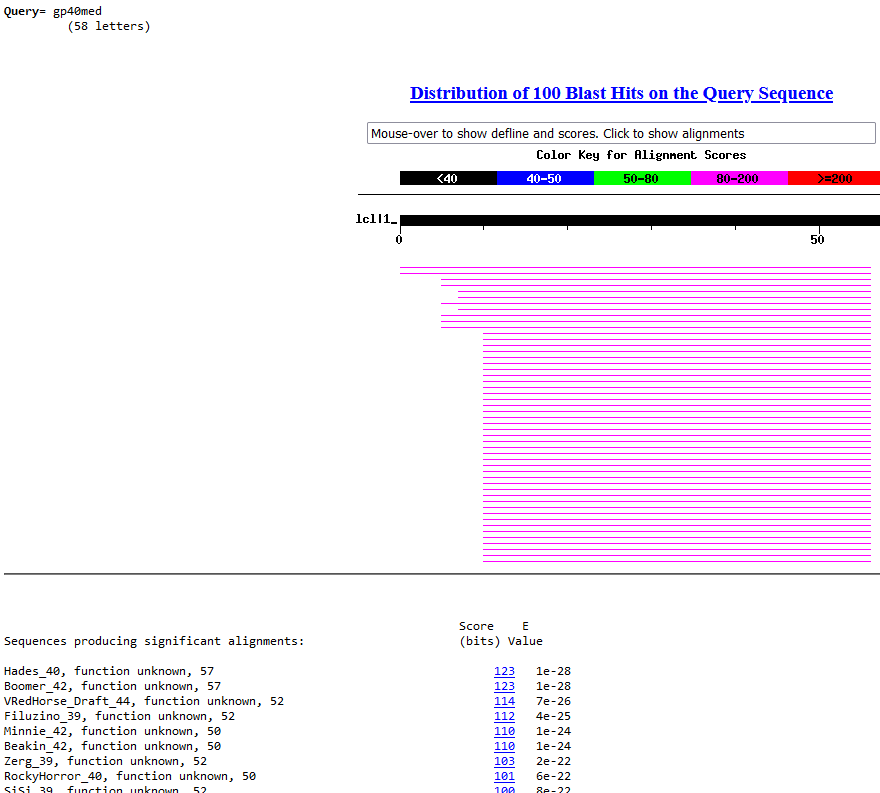 Query= gp40med
(58 letters)
Distribution of 100 Blast Hits on the Query Sequence
Mouse-over to show defline and scores. Click to show alignments
Color Key for Alignment Scores
<40 40-50 50-80 80-200 >=200
lcl|1_
0 50
Score E
Sequences producing significant alignments: (bits) Value
Hades_40, function unknown, 57 123 1e-28
Boomer_42, function unknown, 57 123 1e-28
VRedHorse_Draft_44, function unknown, 52 114 7e-26
Filuzino_39, function unknown, 52 112 4e-25
Minnie_42, function unknown, 50 110 1e-24
Beakin_42, function unknown, 50 110 1e-24
Zerg_39, function unknown, 52 103 2e-22
RockyHorror_40, function unknown, 50 101 6e-22
SiSi_39, function unknown, 52 100 8e-22